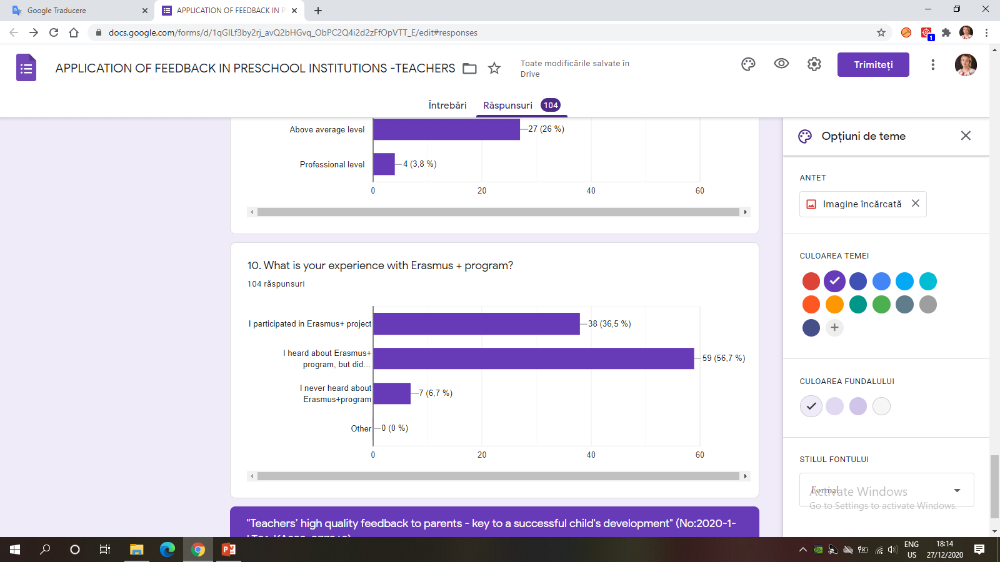 Google Traducere
APPLICATION OF FEEDBACK IN P
docs.google.com/forms/d/1qGlLf3by2rj_avQ2bHGvq_ObPC2Q4i2d2zFfOpVTT_E/edit#responses
1
APPLICATION OF FEEDBACK IN PRESCHOOL INSTITUTIONS -TEACHERS
Toate modificările salvate în
Drive
Trimiteți
Întrebări
Răspunsuri 104
Above average level
27 (26 %)
Professional level
4 (3,8 %)
0 20 40 60
10. What is your experience with Erasmus + program?
104 răspunsuri
I participated in Erasmus+ project
38 (36,5 %)
I heard about Erasmus+
program, but did...
59 (56,7 %)
I never heard about
Erasmus+program
7 (6,7 %)
Other
0 (0 %)
0 20 40 60
"Teachers’ high quality feedback to parents - key to a successful child's development" (No:2020-1-
Opțiuni de teme
ANTET
Imagine încărcată
CULOAREA TEMEI
CULOAREA FUNDALULUI
STILUL FONTULUI
Formal
Activate Windows
Go to Settings to activate Windows.
ENG
US
18:14
27/12/2020